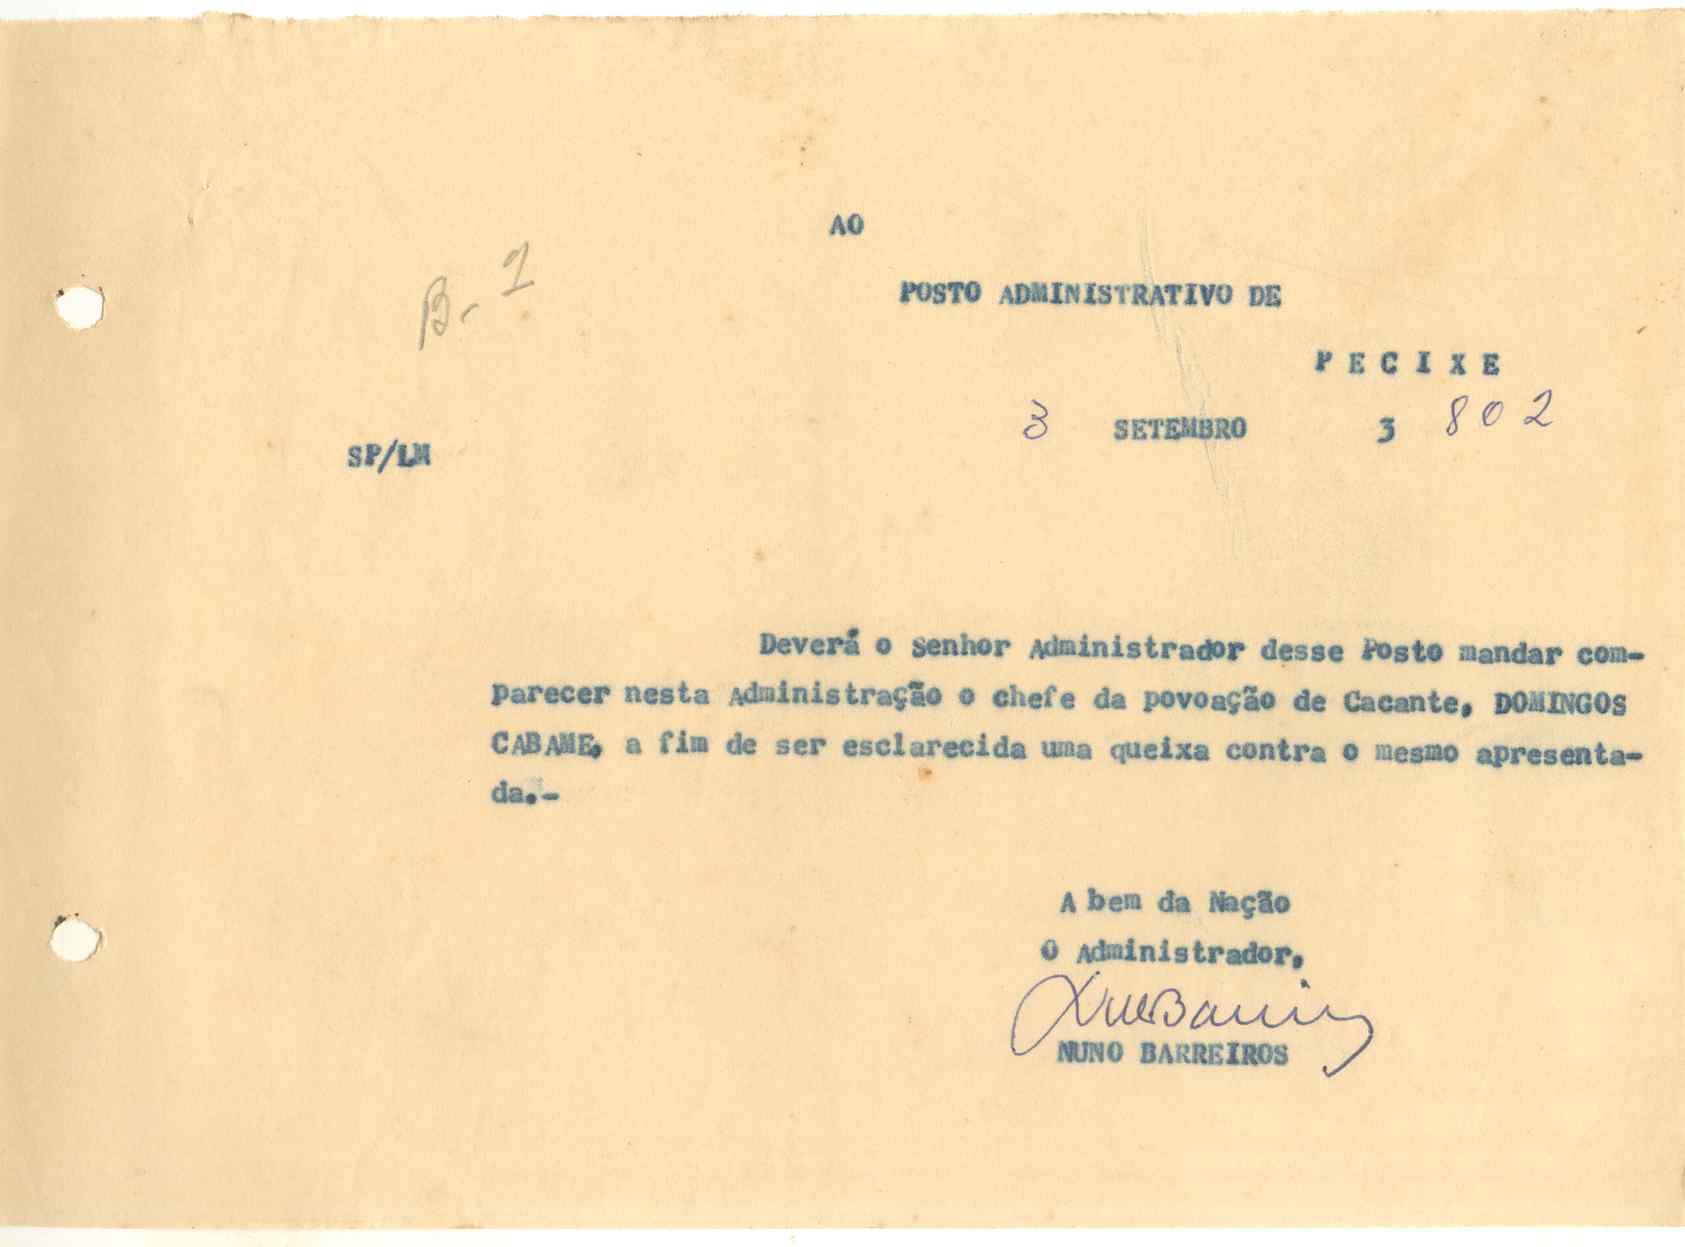 AO
B-1
POSTO ADMINISTRATIVO DE
P E C I X E
3 SETEMBRO 3 802
SP/LM
Deverá o senhor Administrador desse Posto mandar com-
parecer nesta Administração o chefe da povoação de Cacante, DOMINGOS
CABAME, a fim de ser esclarecida uma queixa contra o mesmo apresenta-
da.-
A bem da Nação
O Administrador,
NUNO BARREIROS